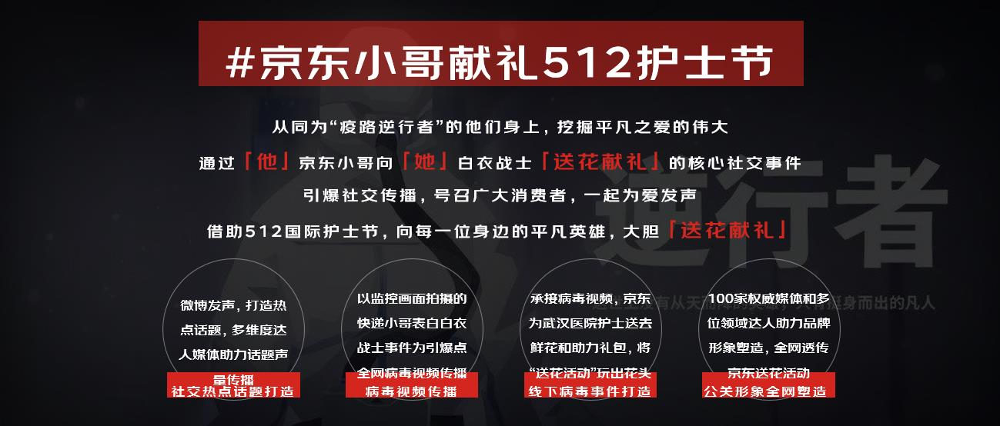 #京东小哥献礼512护士节
从同为“疫路逆行者”的他们身上，挖掘平凡之爱的伟大
通过「他」京东小哥向「她」白衣战士「送花献礼」的核心社交事件
引爆社交传播，号召广大消费者，一起为爱发声
借助512国际护士节，向每一位身边的平凡英雄，大胆「送花献礼」
逆行者
微博发声，打造热
点话题，多维度达
人媒体助力话题声
量传播
社交热点话题打造
以监控画面拍摄的
快递小哥表白白衣
战士事件为引爆点
全网病毒视频传播
病毒视频传播
承接病毒视频，京东
为武汉医院护士送去
鲜花和助力礼包，将
“送花活动”玩出花头
线下病毒事件打造
100家权威媒体和多
位领域达人助力品牌
形象塑造，全网透传
京东送花活动
公关形象全网塑造
没有从天而降的英雄，只有挺身而出的凡人